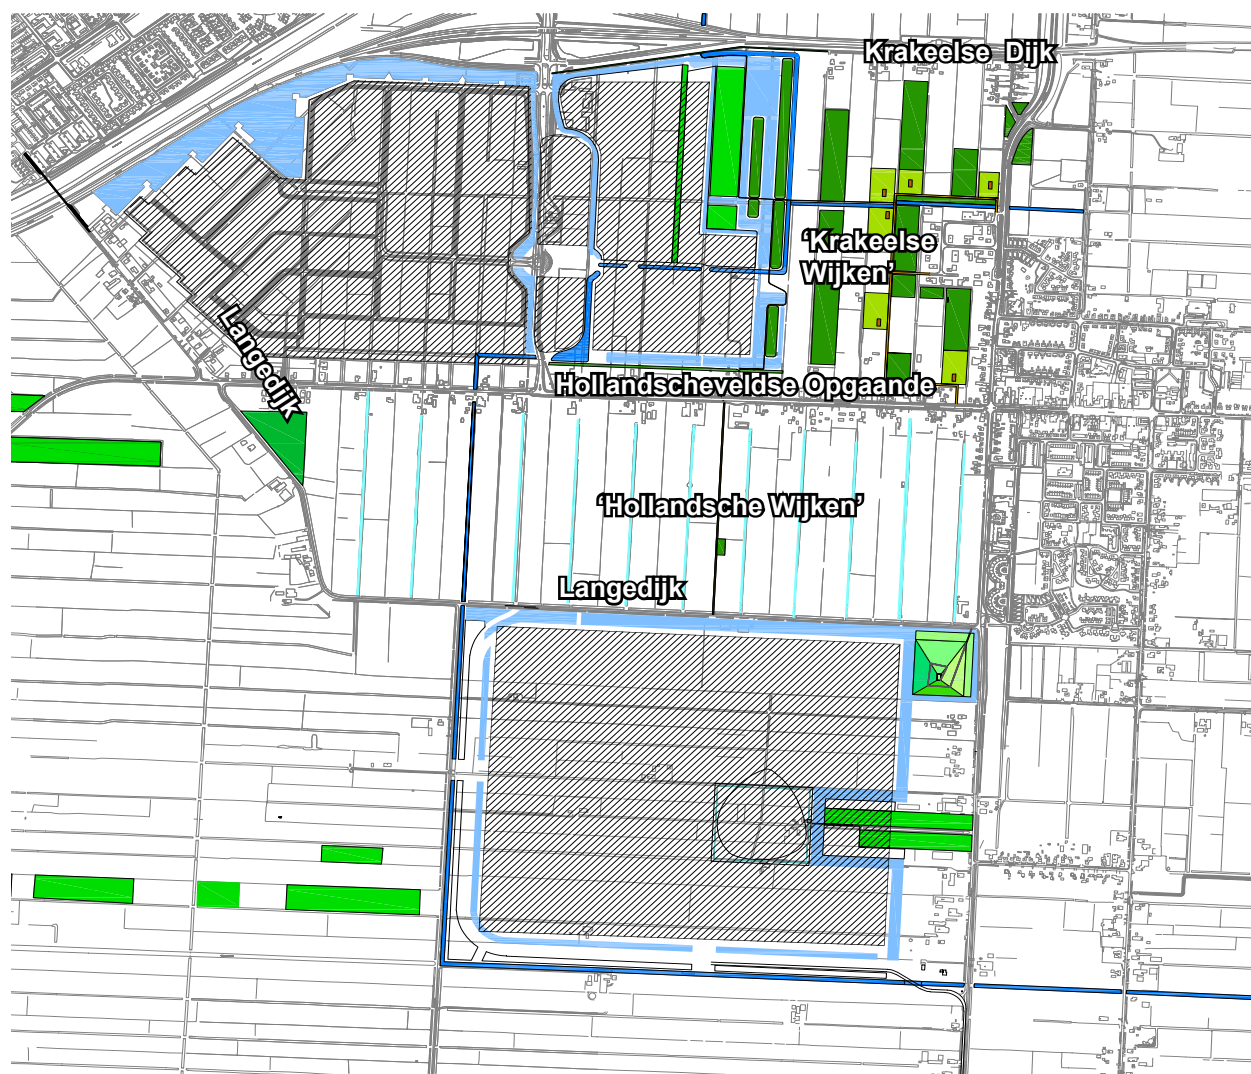 Krakeelse Dijk
‘Krakeelse
Wijken’
Langedijk
Hollandscheveldse Opgaande
‘Hollandsche Wijken’
Langedijk